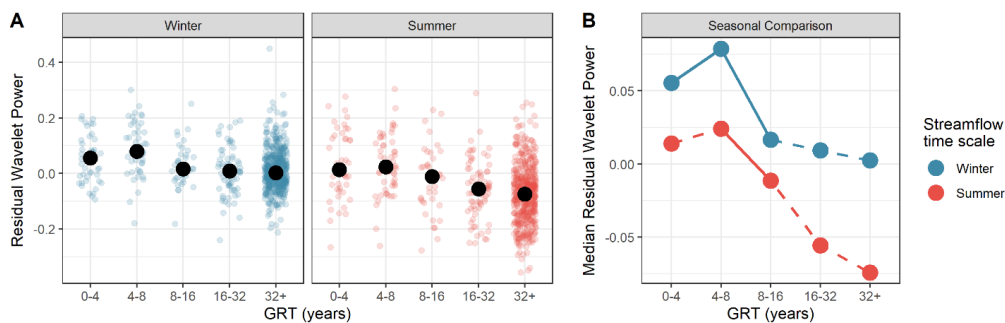 A
Winter
Summer
Residual Wavelet Power
0.4
0.2
0.0
-0.2
0-4
4-8
8-16
16-32
32+
0-4
4-8
8-16
16-32
32+
GRT (years)
B
Seasonal Comparison
Median Residual Wavelet Power
0.05
0.00
-0.05
0-4
4-8
8-16
16-32
32+
GRT (years)
Streamflow
time scale
Winter
Summer